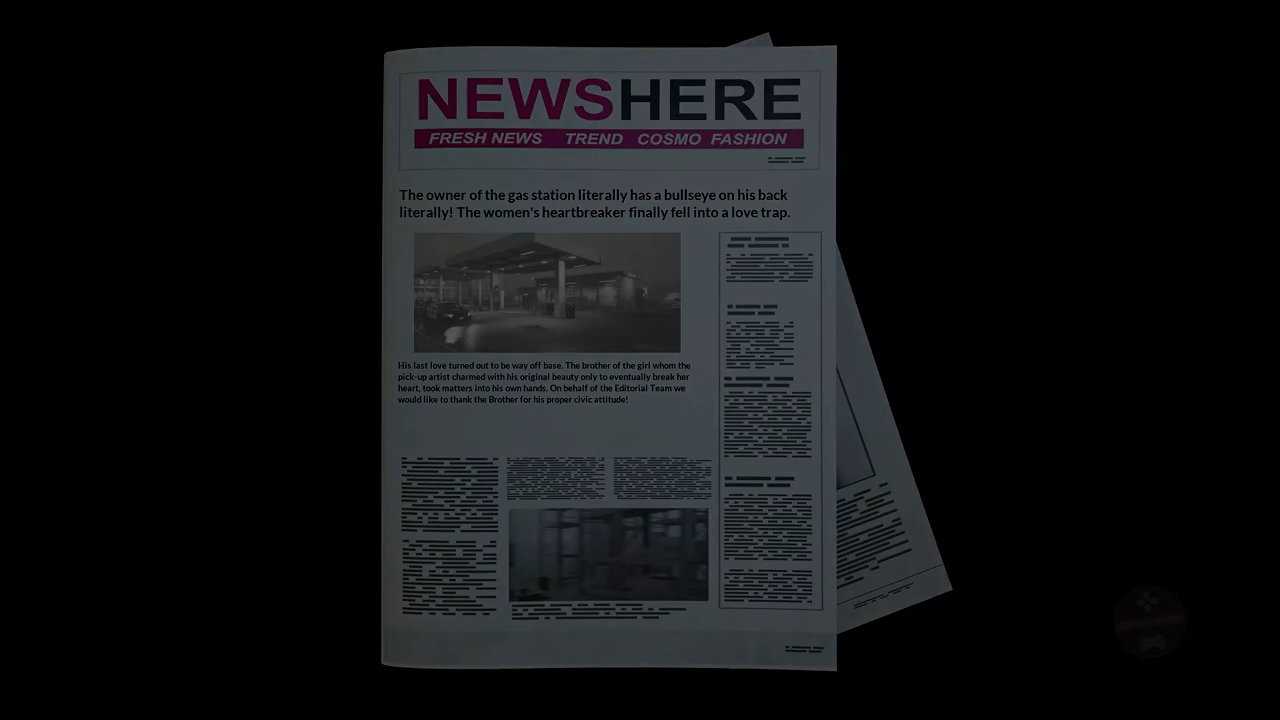 NEWSHERE
FRESH NEWS TREND COSMO FASHION
The owner of the gas station literally has a bullseye on his back
literally! The women's heartbreaker finally fell into a love trap.
His last love turned out to be way off base. The brother of the girl whom the
pick-up artist charmed with his original beauty only to eventually break her
heart, took matters into his own hands. On behalf of the Editorial Team we
would like to thank the Brother for his proper civic attitude!